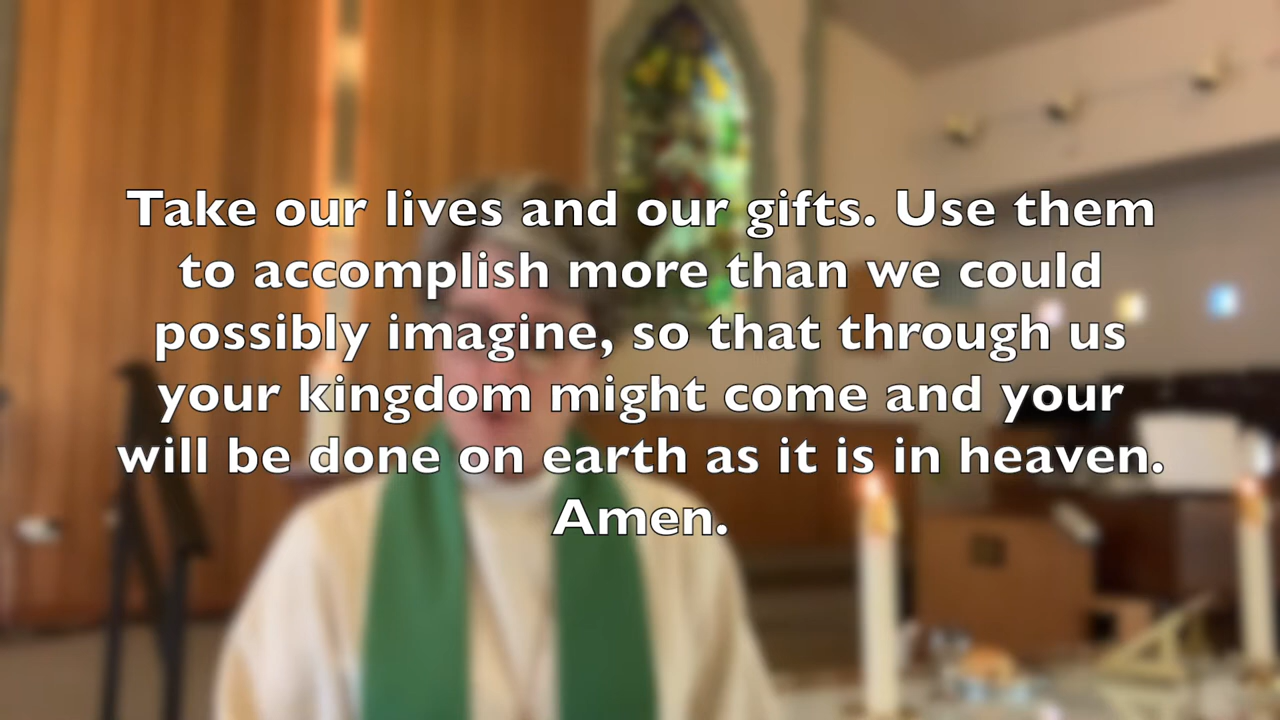 Take our lives and our gifts. Use them
to accomplish more than we could
possibly imagine, so that through us
your kingdom might come and your
will be done on earth as it is in heaven.
Amen.